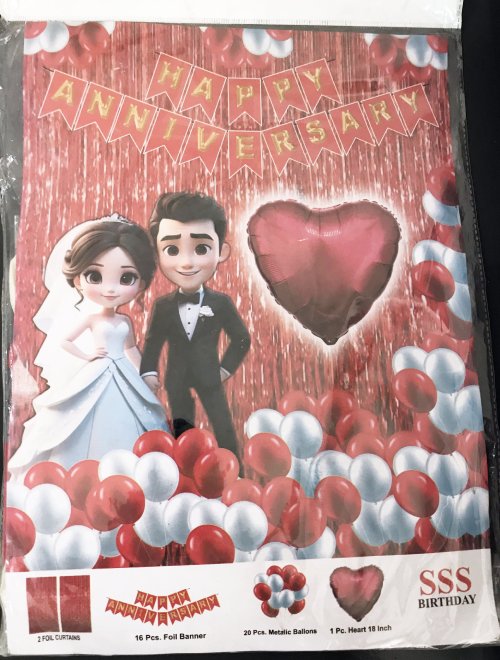 HAPPY
ANNIVERSARY
2 FOIL CURTAINS
HAPPY
ANNIVERSARY
16 Pcs. Foil Banner
20 Pcs. Metalic Ballons
1 Pc. Heart 18 Inch
SSS
BIRTHDAY